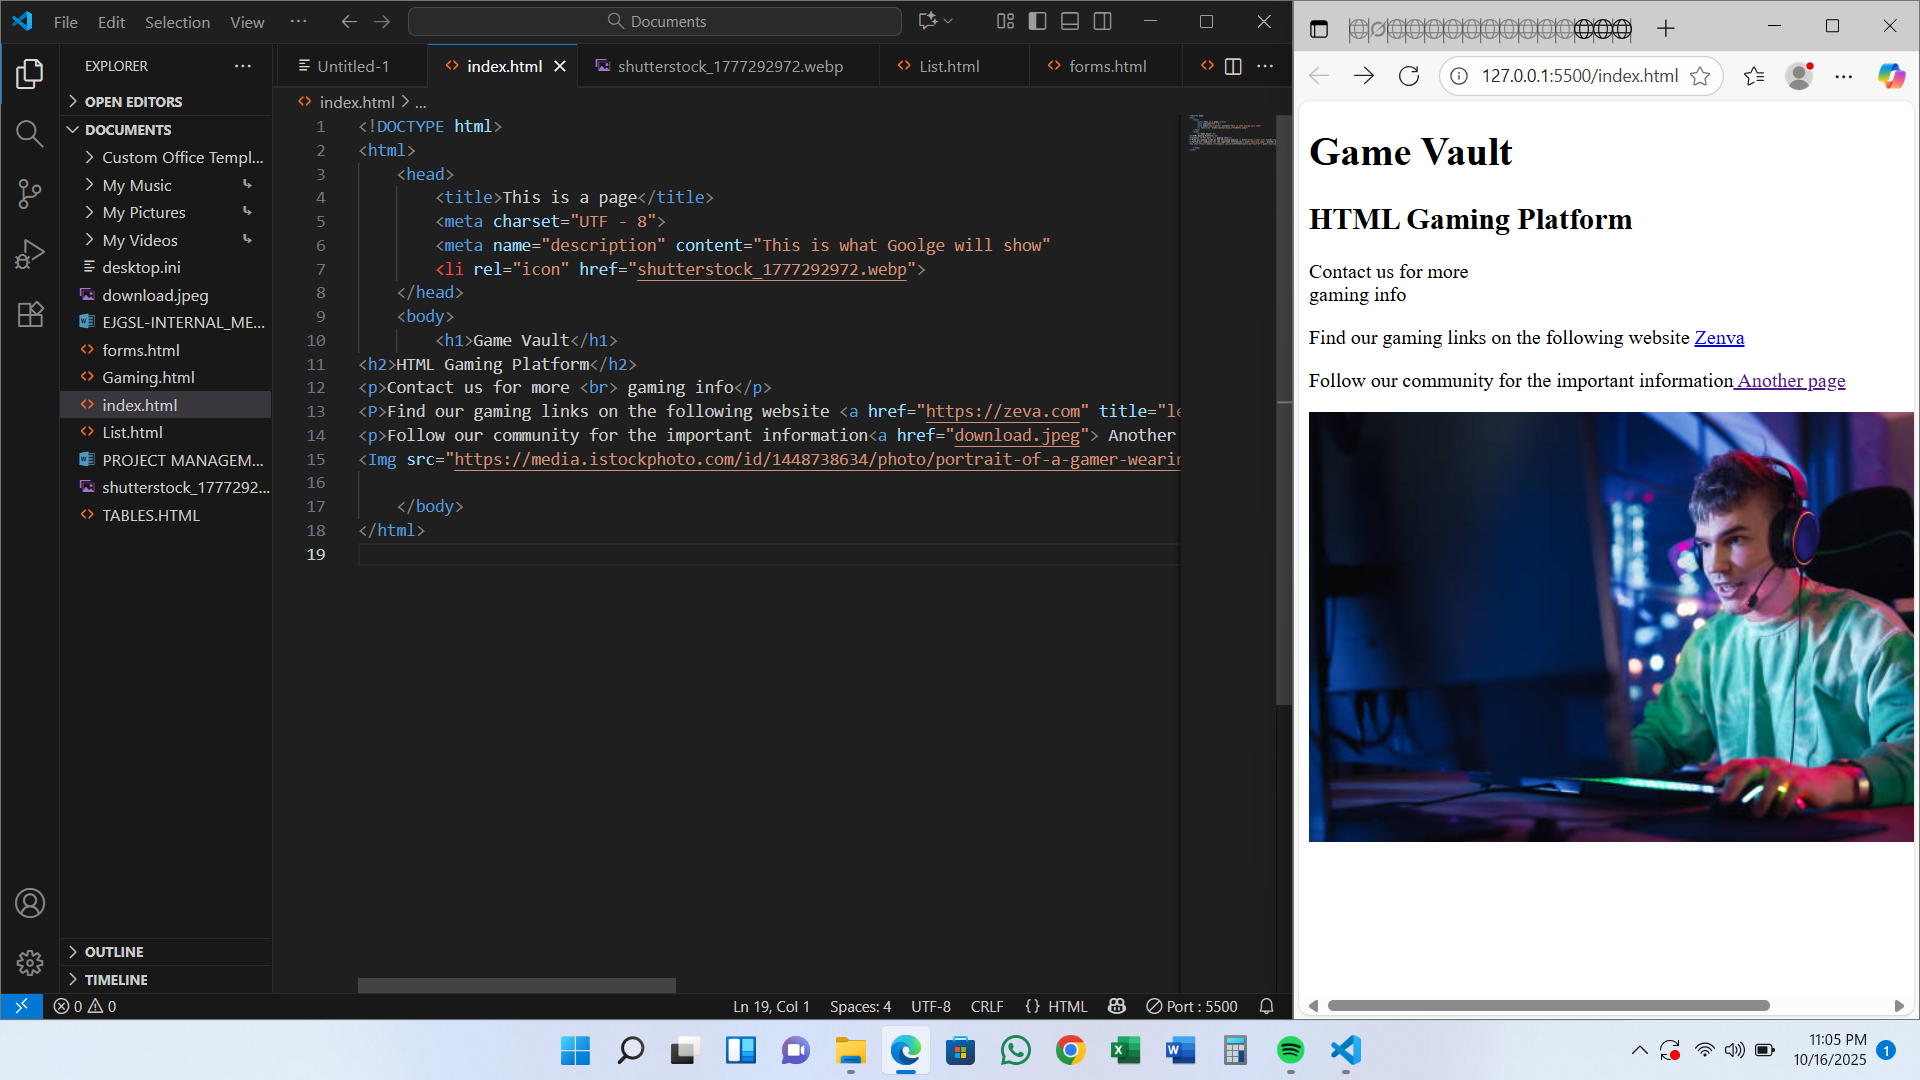 File Edit Selection View ... Documents
EXPLORER
OPEN EDITORS
DOCUMENTS
Custom Office Templ...
My Music
My Pictures
My Videos
desktop.ini
download.jpeg
EJGSL-INTERNAL_ME...
forms.html
Gaming.html
index.html
List.html
PROJECT MANAGEM...
shutterstock_1777292...
TABLES.HTML
OUTLINE
TIMELINE
Untitled-1 index.html shutterstock_1777292972.webp List.html forms.html
index.html > ...
1 <!DOCTYPE html>
2 <html>
3 <head>
4 <title>This is a page</title>
5 <meta charset="UTF - 8">
6 <meta name="description" content="This is what Goolge will show"
7 <li rel="icon" href="shutterstock_1777292972.webp">
8 </head>
9 <body>
10 <h1>Game Vault</h1>
11 <h2>HTML Gaming Platform</h2>
12 <p>Contact us for more <br> gaming info</p>
13 <P>Find our gaming links on the following website <a href="https://zeva.com" title="le
14 <p>Follow our community for the important information<a href="download.jpeg"> Another
15 <Img src="https://media.istockphoto.com/id/1448738634/photo/portrait-of-a-gamer-wearin
16
17 </body>
18 </html>
19
0 0 Ln 19, Col 1 Spaces: 4 UTF-8 CRLF {} HTML Port : 5500
127.0.0.1:5500/index.html
Game Vault
HTML Gaming Platform
Contact us for more
gaming info
Find our gaming links on the following website Zenva
Follow our community for the important information Another page
11:05 PM
10/16/2025
1